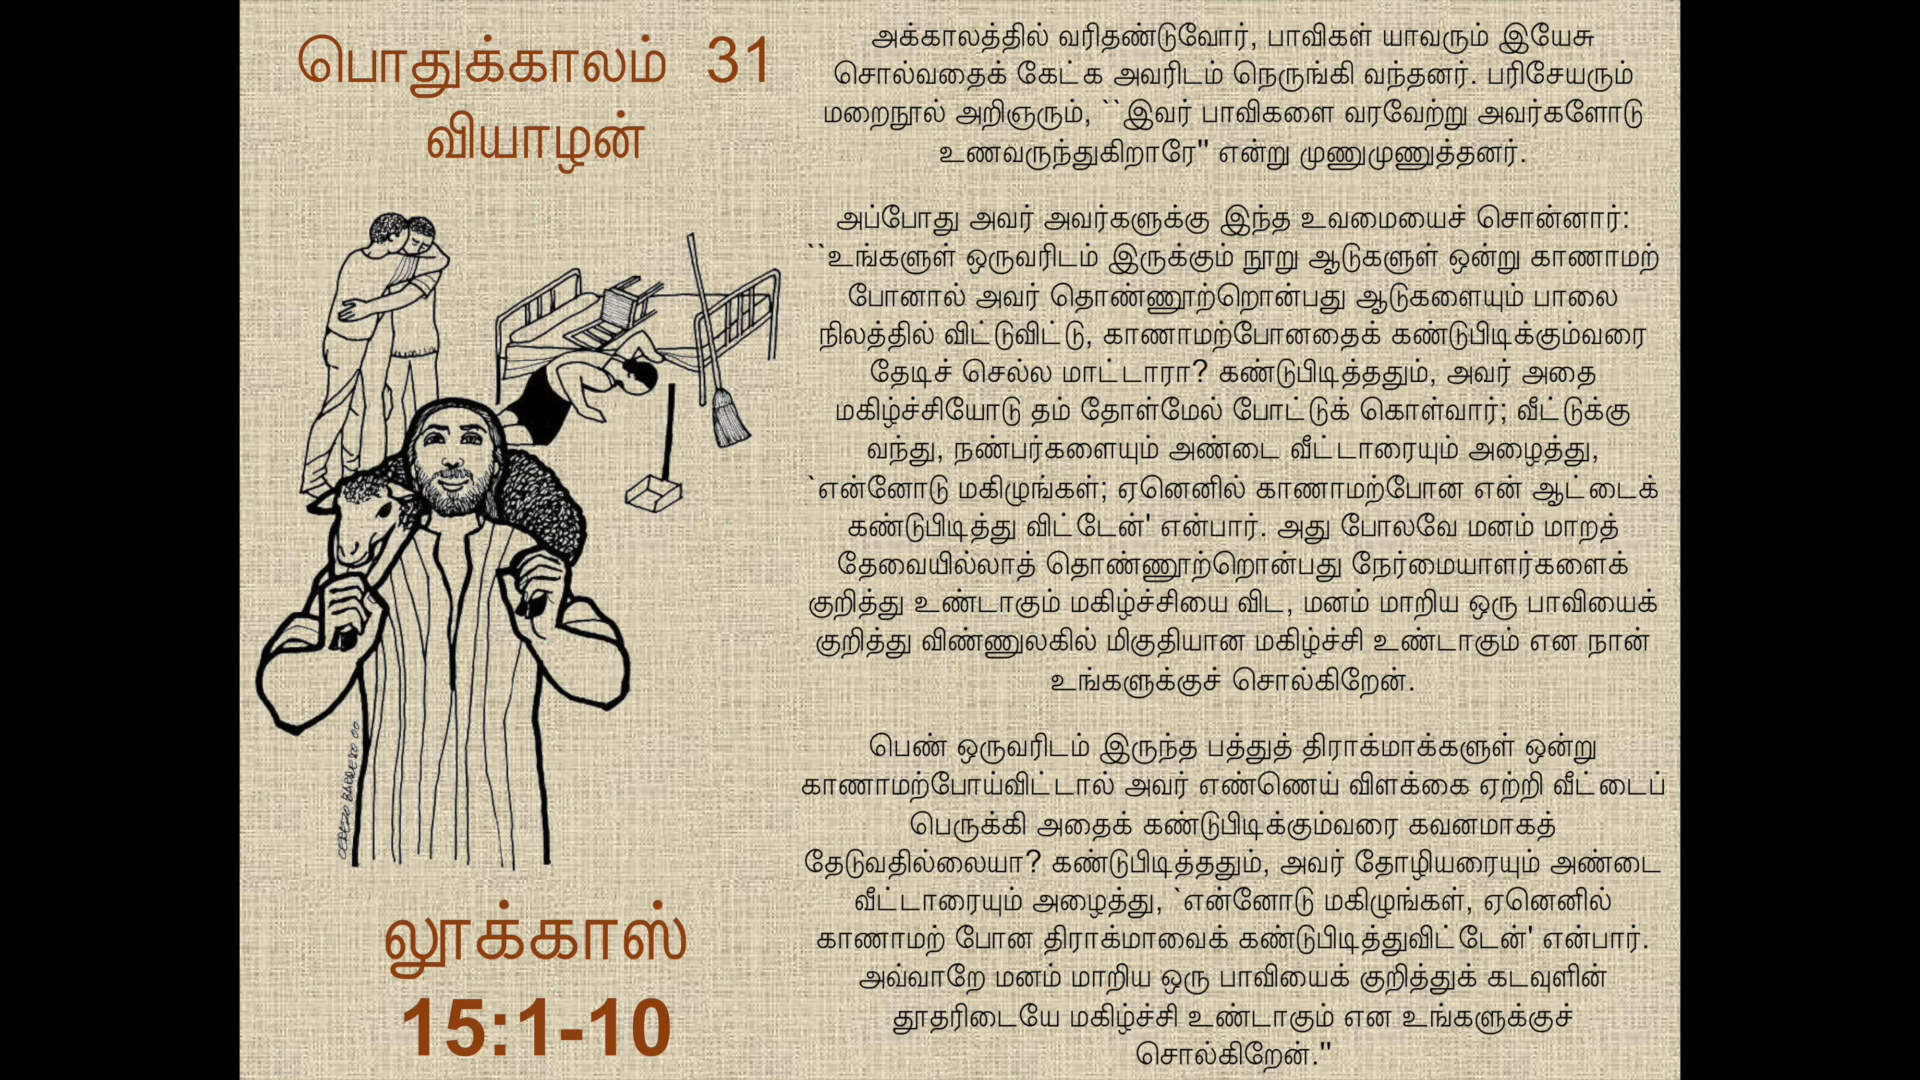 பொதுக்காலம் 31
வியாழன்
அக்காலத்தில் வரிதண்டுவோர், பாவிகள் யாவரும் இயேசு
சொல்வதைக் கேட்க அவரிடம் நெருங்கி வந்தனர். பரிசேயரும்
மறைநூல் அறிஞரும், ``இவர் பாவிகளை வரவேற்று அவர்களோடு
உணவருந்துகிறாரே" என்று முணுமுணுத்தனர்.
அப்போது அவர் அவர்களுக்கு இந்த உவமையைச் சொன்னார்:
``உங்களுள் ஒருவரிடம் இருக்கும் நூறு ஆடுகளுள் ஒன்று காணாமற்
போனால் அவர் தொண்ணூற்றொன்பது ஆடுகளையும் பாலை
நிலத்தில் விட்டுவிட்டு, காணாமற்போனதைக் கண்டுபிடிக்கும்வரை
தேடிச் செல்ல மாட்டாரா? கண்டுபிடித்ததும், அவர் அதை
மகிழ்ச்சியோடு தம் தோள்மேல் போட்டுக் கொள்வார்; வீட்டுக்கு
வந்து, நண்பர்களையும் அண்டை வீட்டாரையும் அழைத்து,
`என்னோடு மகிழுங்கள்; ஏனெனில் காணாமற்போன என் ஆட்டைக்
கண்டுபிடித்து விட்டேன்' என்பார். அது போலவே மனம் மாறத்
தேவையில்லாத் தொண்ணூற்றொன்பது நேர்மையாளர்களைக்
குறித்து உண்டாகும் மகிழ்ச்சியை விட, மனம் மாறிய ஒரு பாவியைக்
குறித்து விண்ணுலகில் மிகுதியான மகிழ்ச்சி உண்டாகும் என நான்
உங்களுக்குச் சொல்கிறேன்.
பெண் ஒருவரிடம் இருந்த பத்துத் திராக்மாக்களுள் ஒன்று
காணாமற்போய்விட்டால் அவர் எண்ணெய் விளக்கை ஏற்றி வீட்டைப்
பெருக்கி அதைக் கண்டுபிடிக்கும்வரை கவனமாகத்
தேடுவதில்லையா? கண்டுபிடித்ததும், அவர் தோழியரையும் அண்டை
வீட்டாரையும் அழைத்து, `என்னோடு மகிழுங்கள், ஏனெனில்
காணாமற் போன திராக்மாவைக் கண்டுபிடித்துவிட்டேன்' என்பார்.
அவ்வாறே மனம் மாறிய ஒரு பாவியைக் குறித்துக் கடவுளின்
தூதரிடையே மகிழ்ச்சி உண்டாகும் என உங்களுக்குச்
சொல்கிறேன்."
CEREZO BARREDO 00
லூக்காஸ்
15:1-10